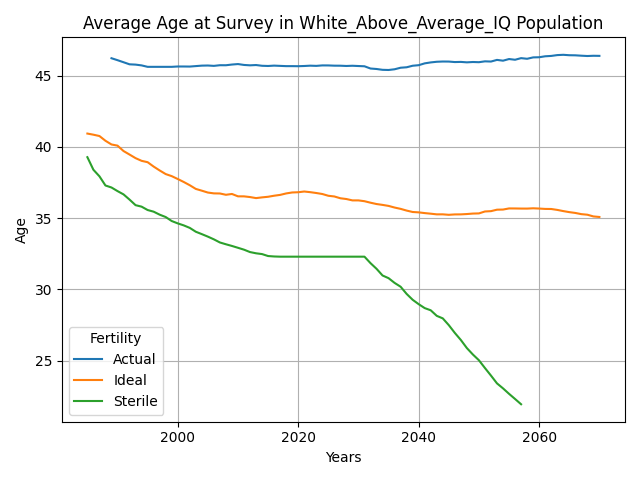 Average Age at Survey in White_Above_Average_IQ Population
Age
45
40
35
30
25
Fertility
Actual
Ideal
Sterile
2000 2020 2040 2060
Years